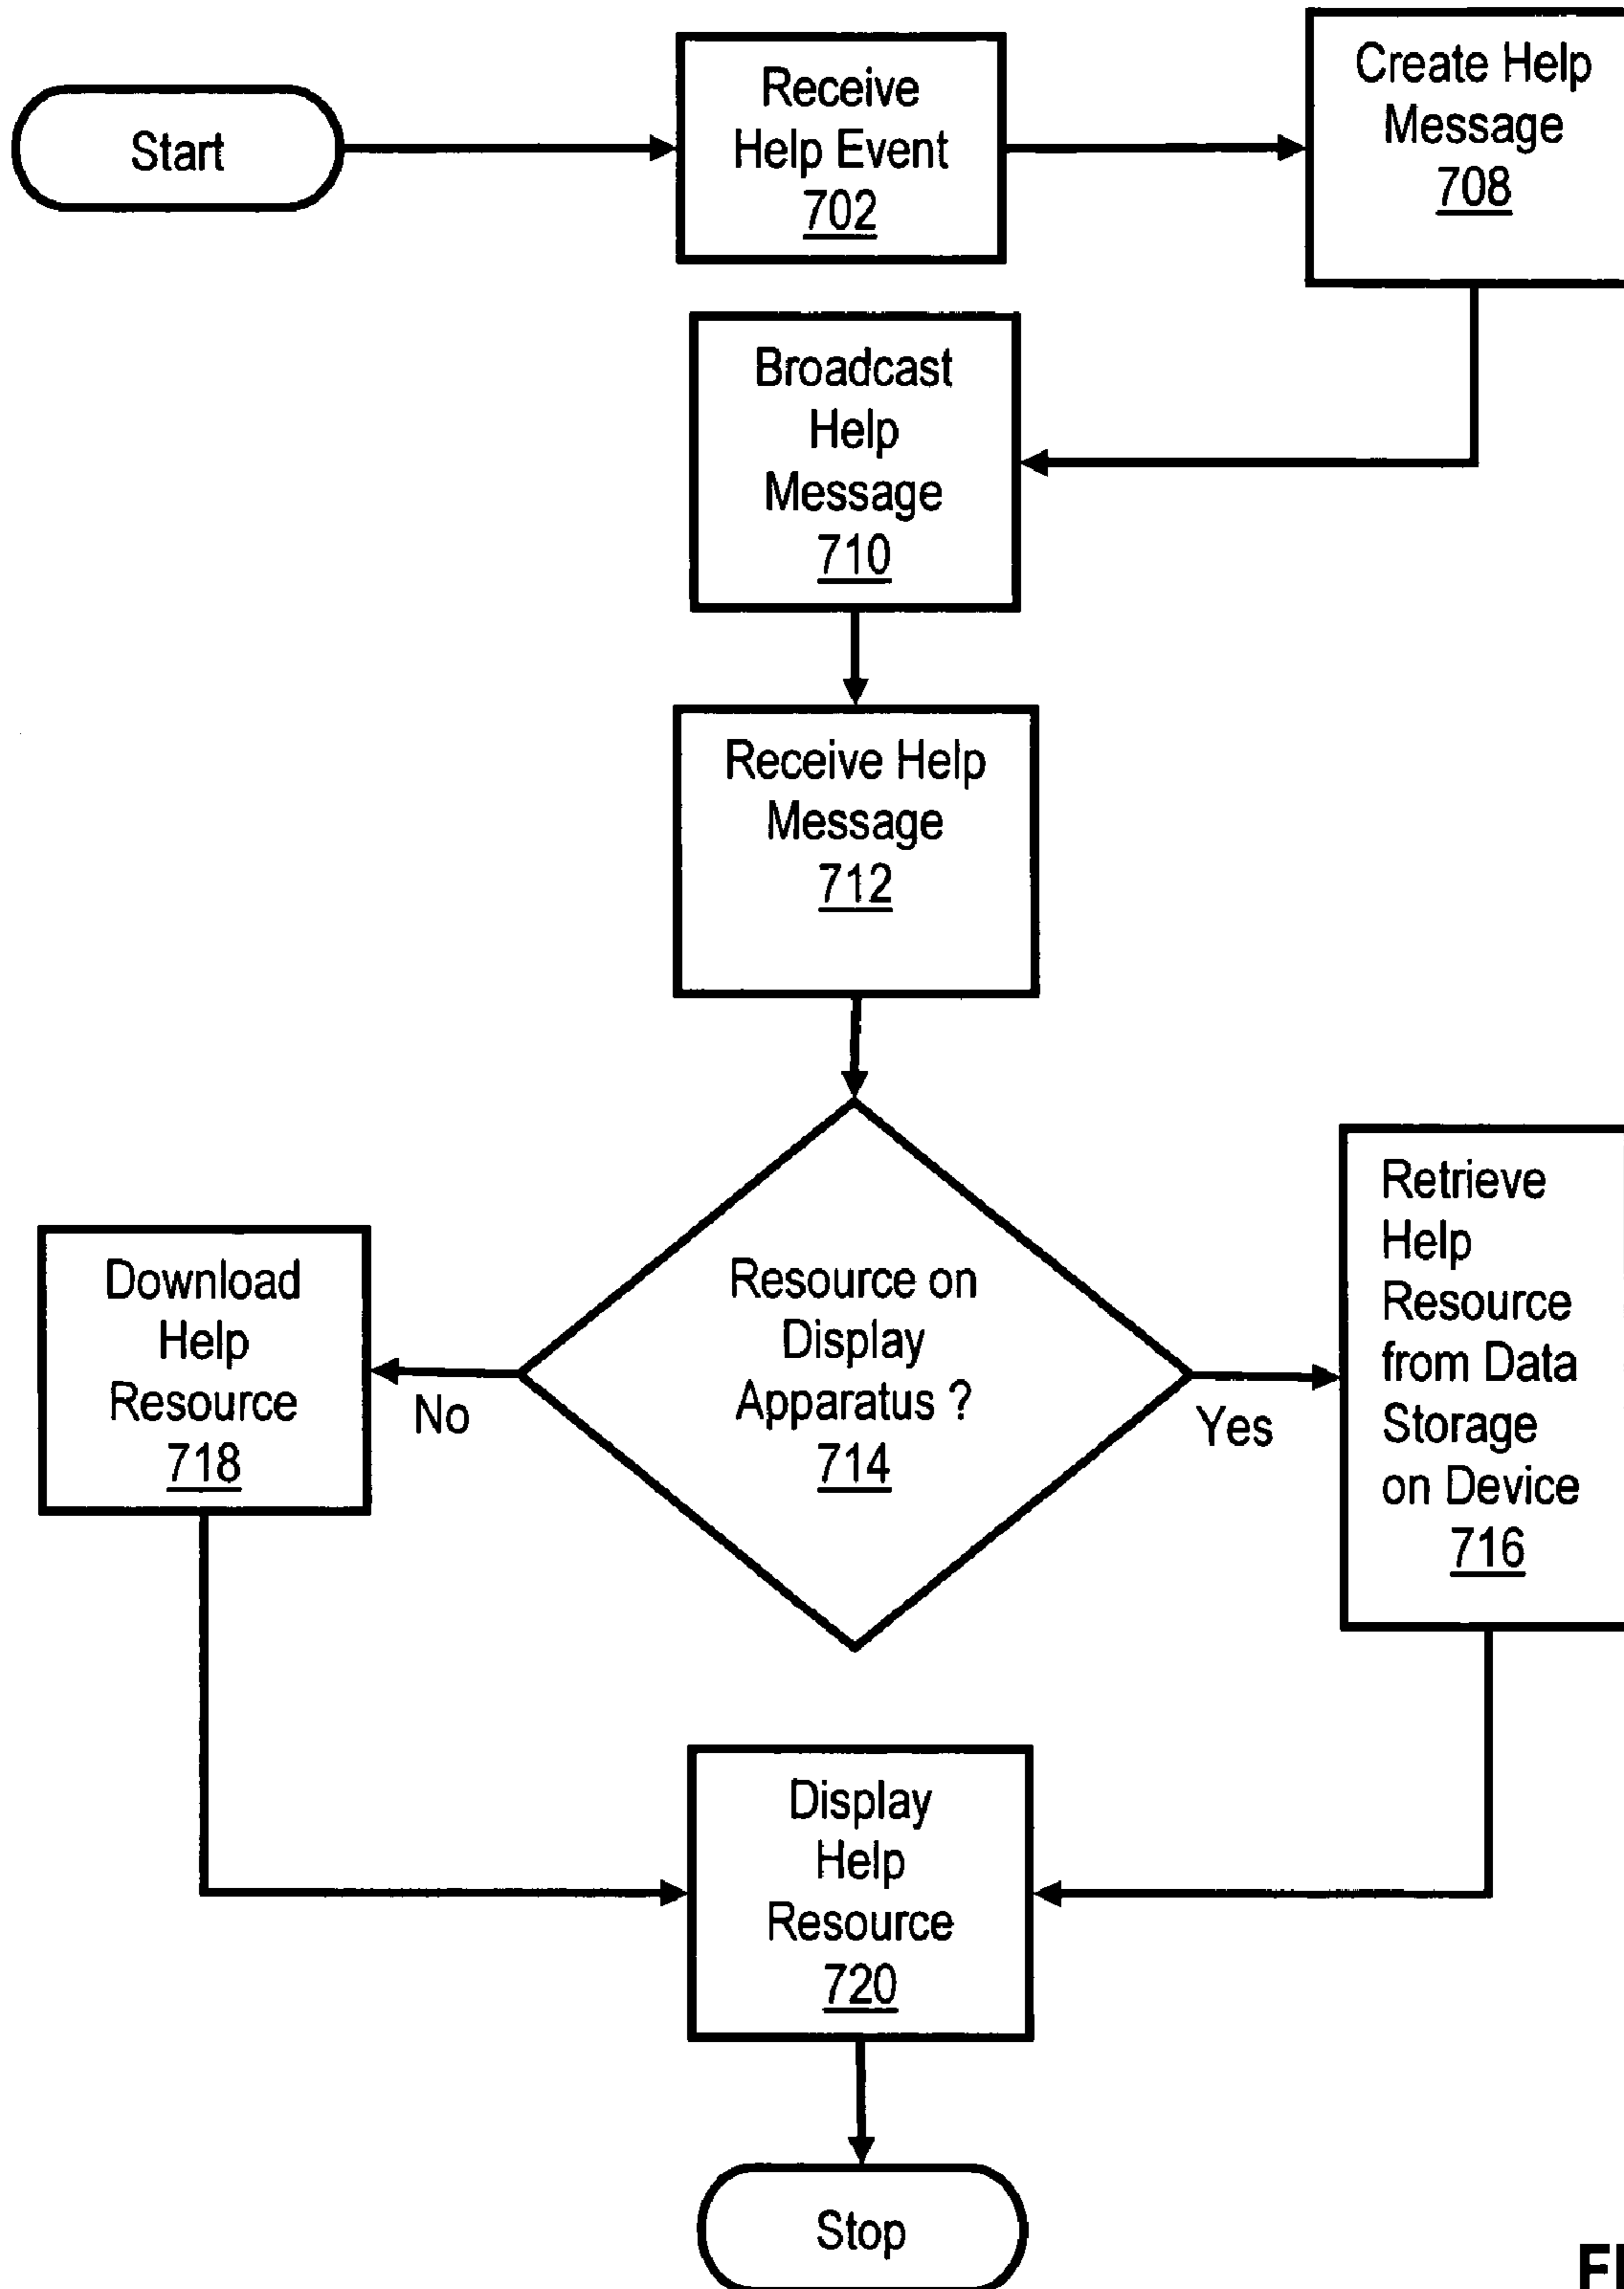 Start
Receive
Help Event
702
Create Help
Message
708
Broadcast
Help
Message
710
Receive Help
Message
712
Resource on
Display
Apparatus ?
714
No
Yes
Download
Help
Resource
718
Retrieve
Help
Resource
from Data
Storage
on Device
716
Display
Help
Resource
720
Stop